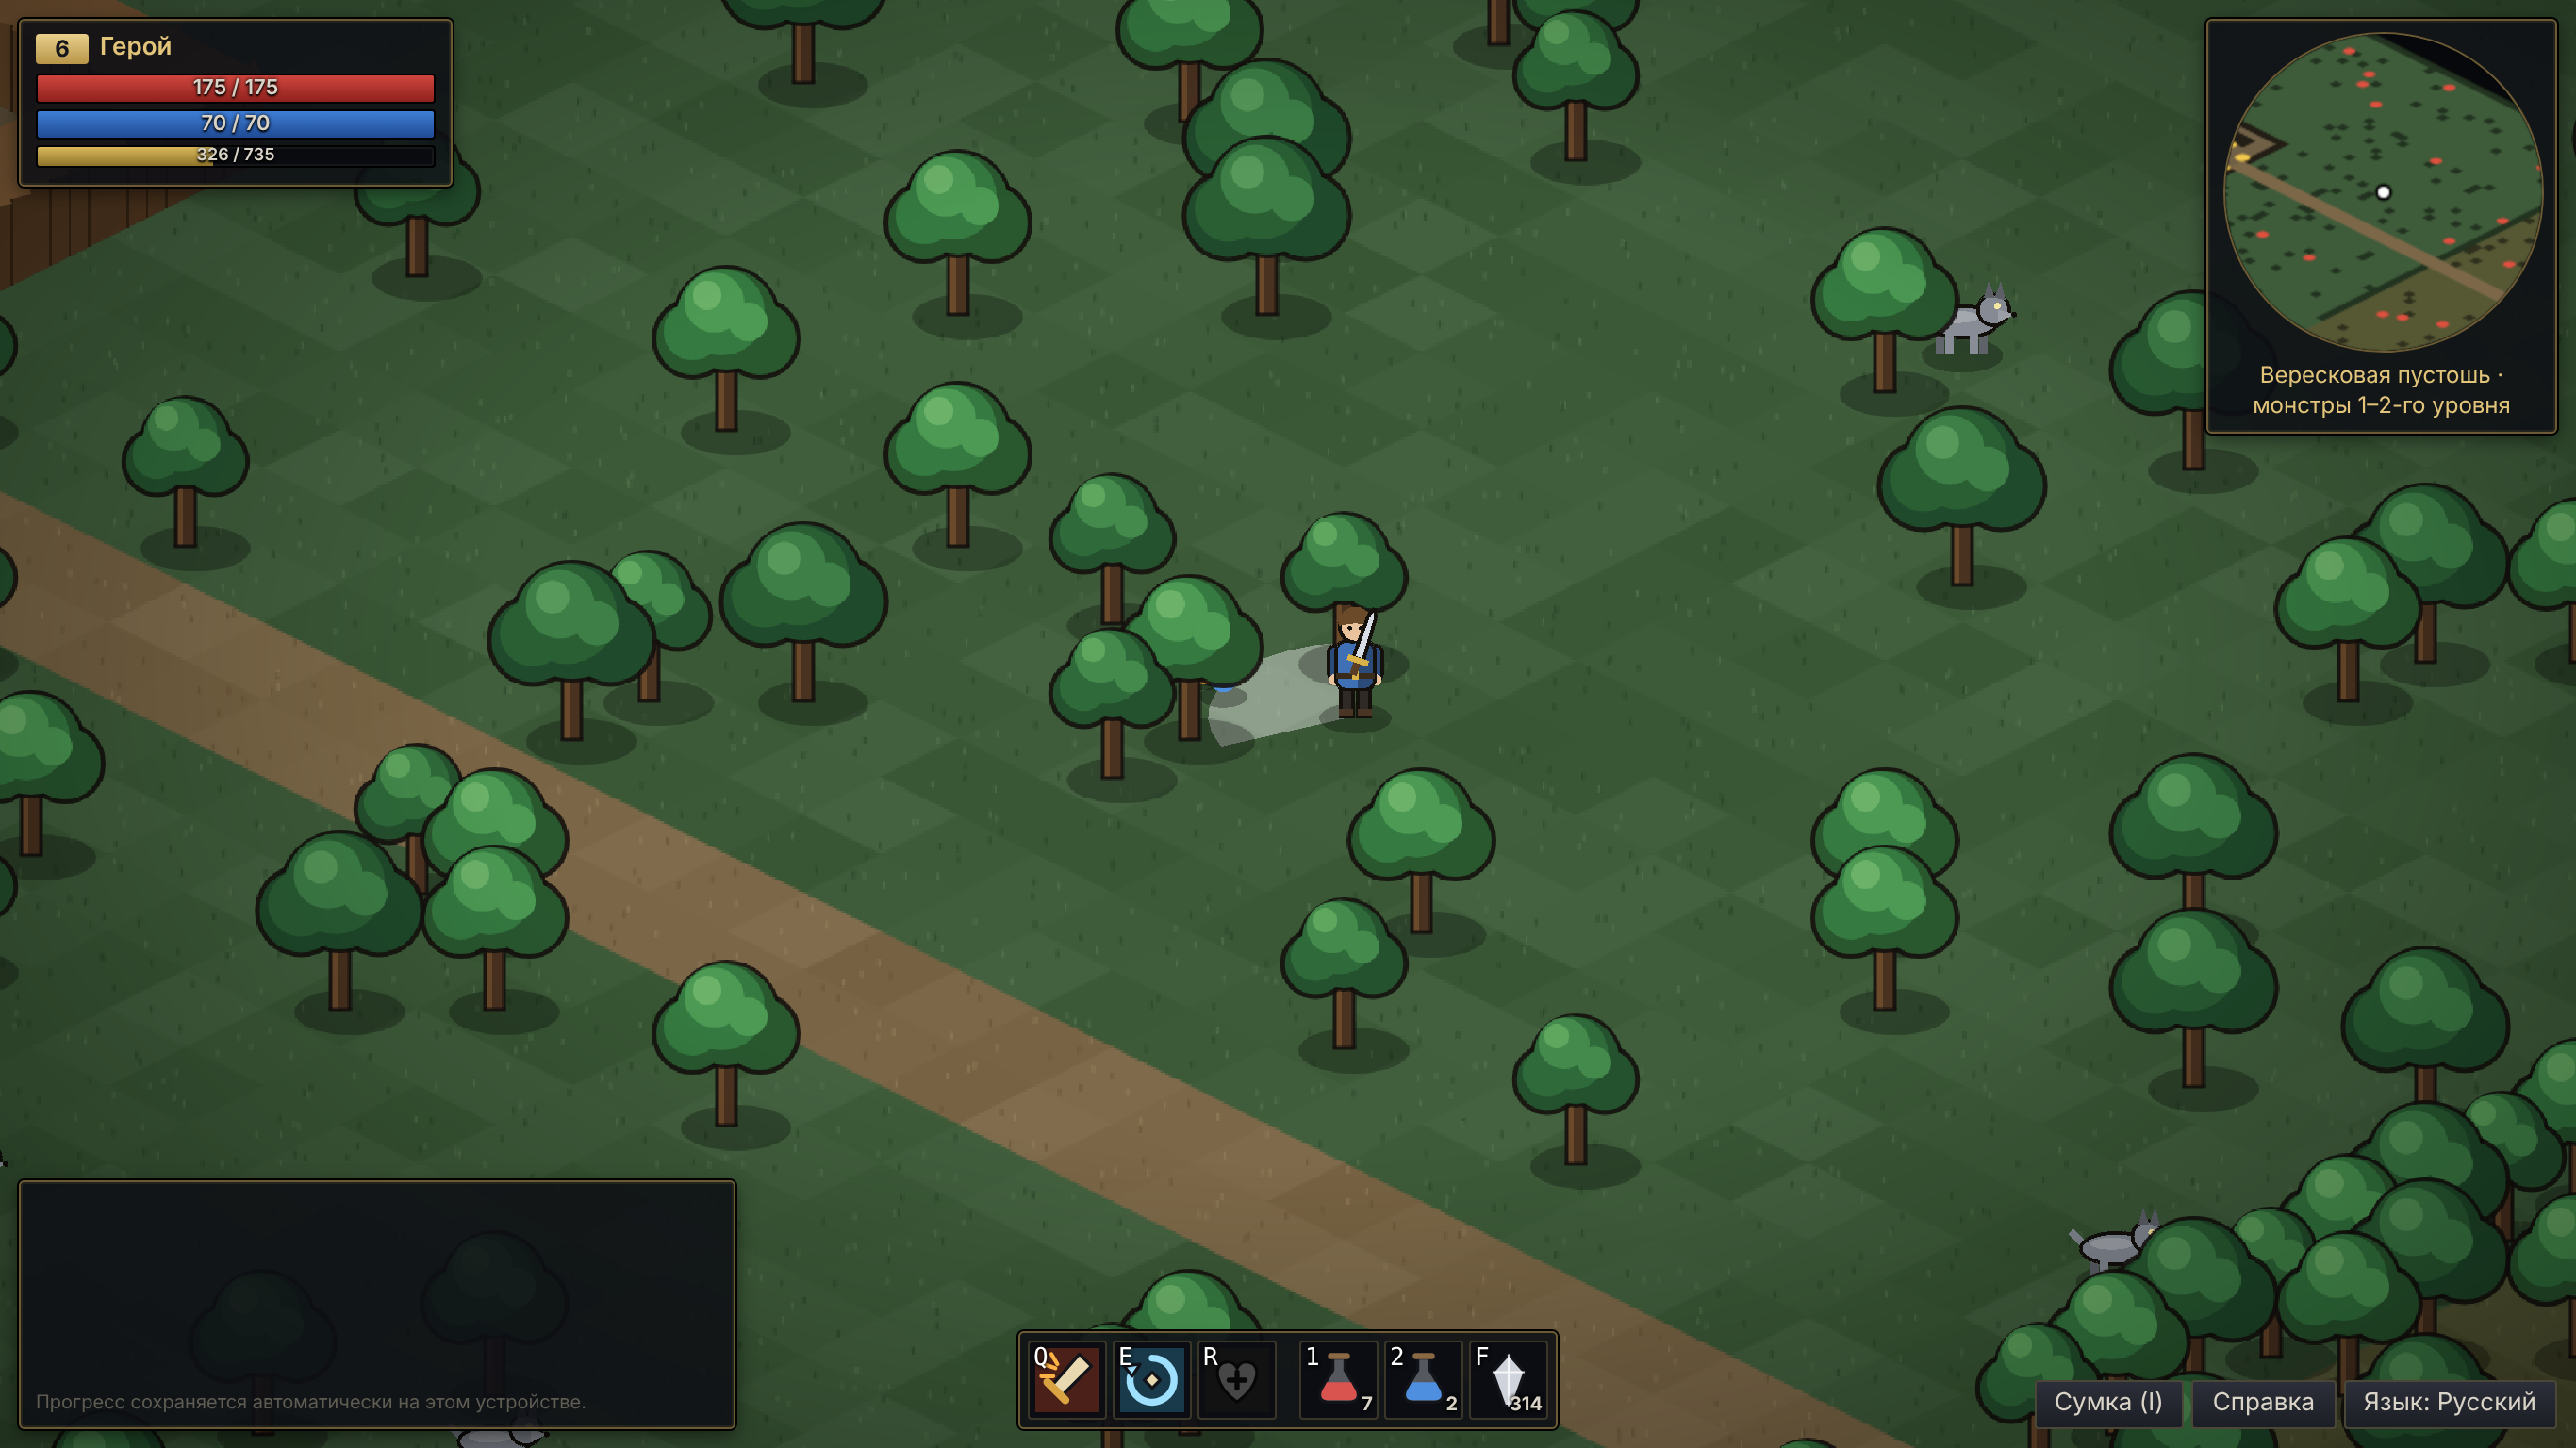 6 Герой
175 / 175
70 / 70
326 / 735
Вересковая пустошь ·
монстры 1–2-го уровня
Прогресс сохраняется автоматически на этом устройстве.
Q E R 1 2 F
7 2 314
Сумка (I) Справка Язык: Русский